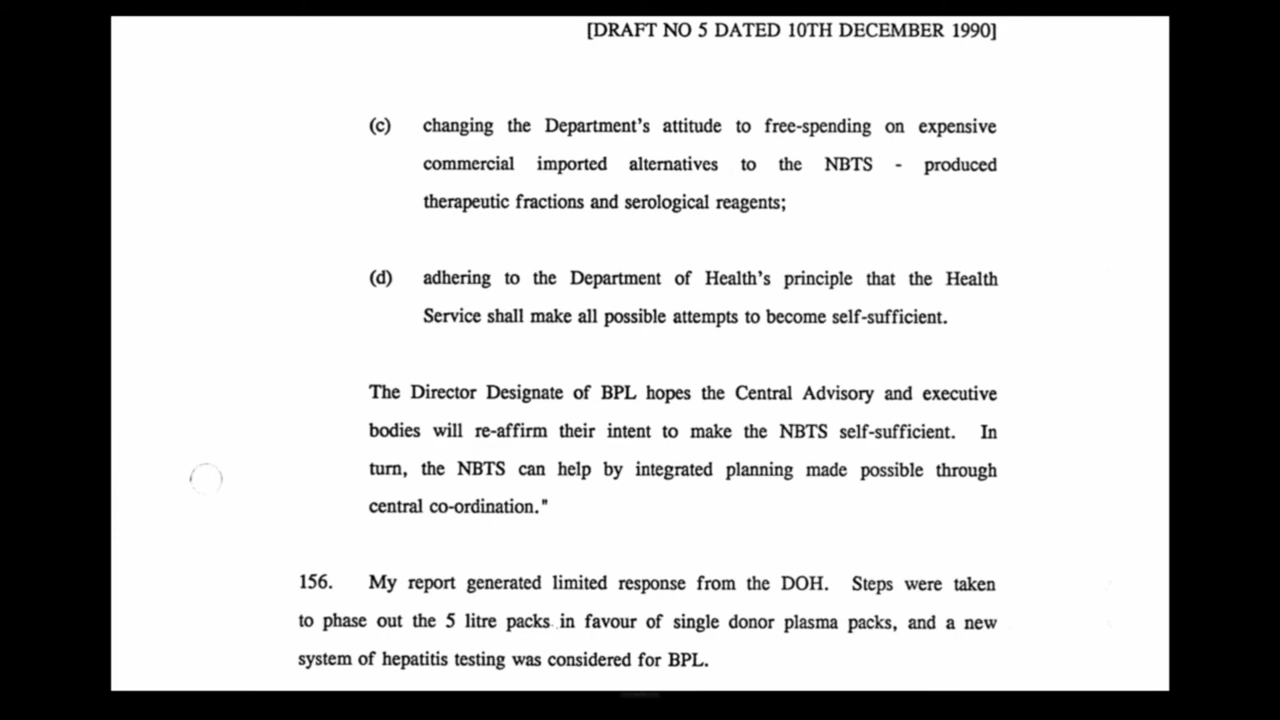 [DRAFT NO 5 DATED 10TH DECEMBER 1990]
(c) changing the Department's attitude to free-spending on expensive
commercial imported alternatives to the NBTS - produced
therapeutic fractions and serological reagents;
(d) adhering to the Department of Health's principle that the Health
Service shall make all possible attempts to become self-sufficient.
The Director Designate of BPL hopes the Central Advisory and executive
bodies will re-affirm their intent to make the NBTS self-sufficient. In
turn, the NBTS can help by integrated planning made possible through
central co-ordination."
156. My report generated limited response from the DOH. Steps were taken
to phase out the 5 litre packs in favour of single donor plasma packs, and a new
system of hepatitis testing was considered for BPL.